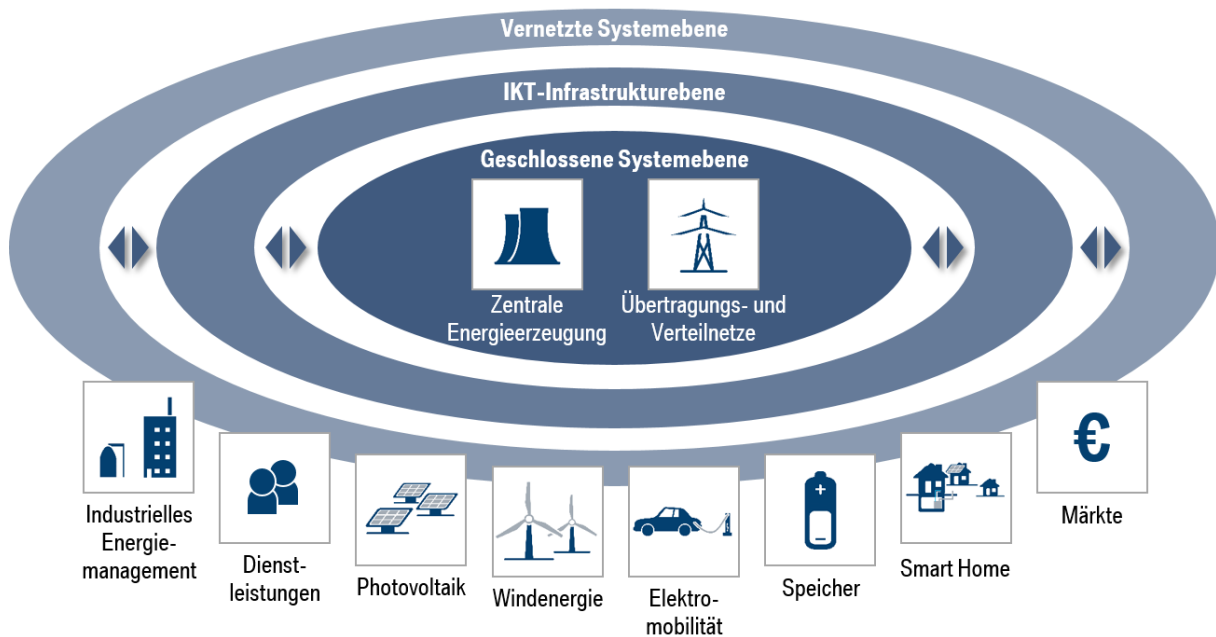 Vernetzte Systemebene
IKT-Infrastrukturebene
Geschlossene Systemebene
Zentrale
Energieerzeugung
Übertragungs- und
Verteilnetze
Industrielles
Energie-
management
Dienst-
leistungen
Photovoltaik
Windenergie
Elektro-
mobilität
+
–
Speicher
Smart Home
€
Märkte